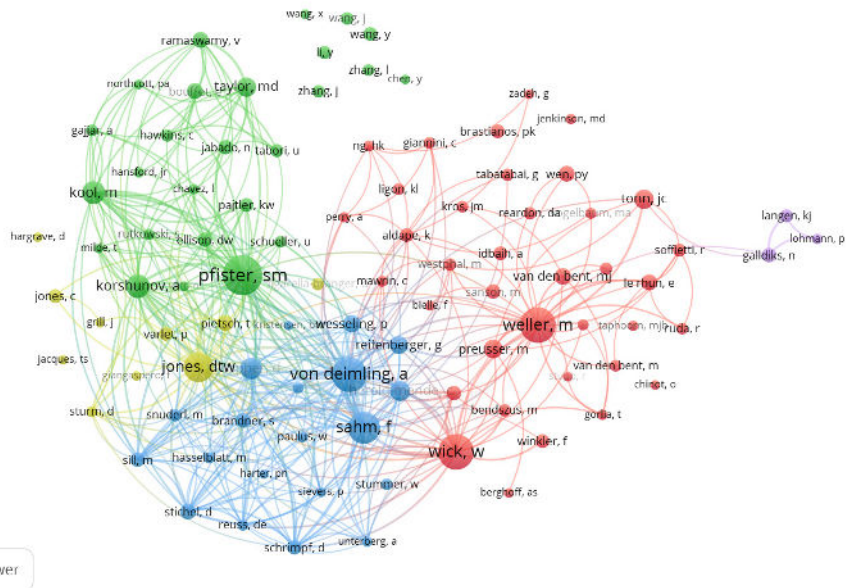 wang, x
wang, j
wang, y
ramaswamy, v
li, y
zhang, l
chen, y
northcott, pa
taylor, md
zhang, j
zadeh, g
jenkinson, md
gajjar, a
hawkins, c
brastianos, pk
jabado, n
tabori, u
ng, hk
giannini, c
hansford, jr
tabatabai, g
wen, py
kool, m
chavez, l
ligon, kl
torin, jc
pajtler, kw
kros, jm
reardon, da
perry, a
langen, kj
hargrave, d
milde, t
ellison, dw
schueller, u
aldape, k
lohmann, p
soffietti, r
galldiks, n
idbaih, a
westphal, m
pfister, sm
korshunov, a
mawrin, c
sanson, m
van den bent, mj
le rhun, e
jones, c
bielle, f
grill, j
pietsch, t
wesseling, p
weller, m
taphoorn, mjb
ruda, r
varlet, p
reifenberger, g
preusser, m
jacques, ts
jones, dtw
von deimling, a
van den bent, m
chinot, o
sturm, d
snuderl, m
brandner, s
bendszus, m
gorlia, t
sahm, f
paulus, w
winkler, f
sill, m
hasselblatt, m
wick, w
harter, pn
sievers, p
stummer, w
berghoff, as
stichel, d
reuss, de
schrimpf, d
unterberg, a